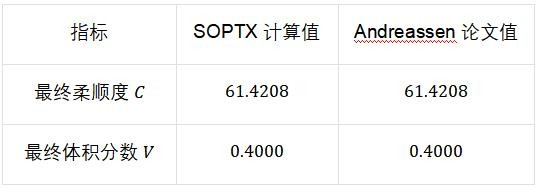 指标 SOPTX 计算值 Andreassen 论文值
最终柔顺度 C 61.4208 61.4208
最终体积分数 V 0.4000 0.4000